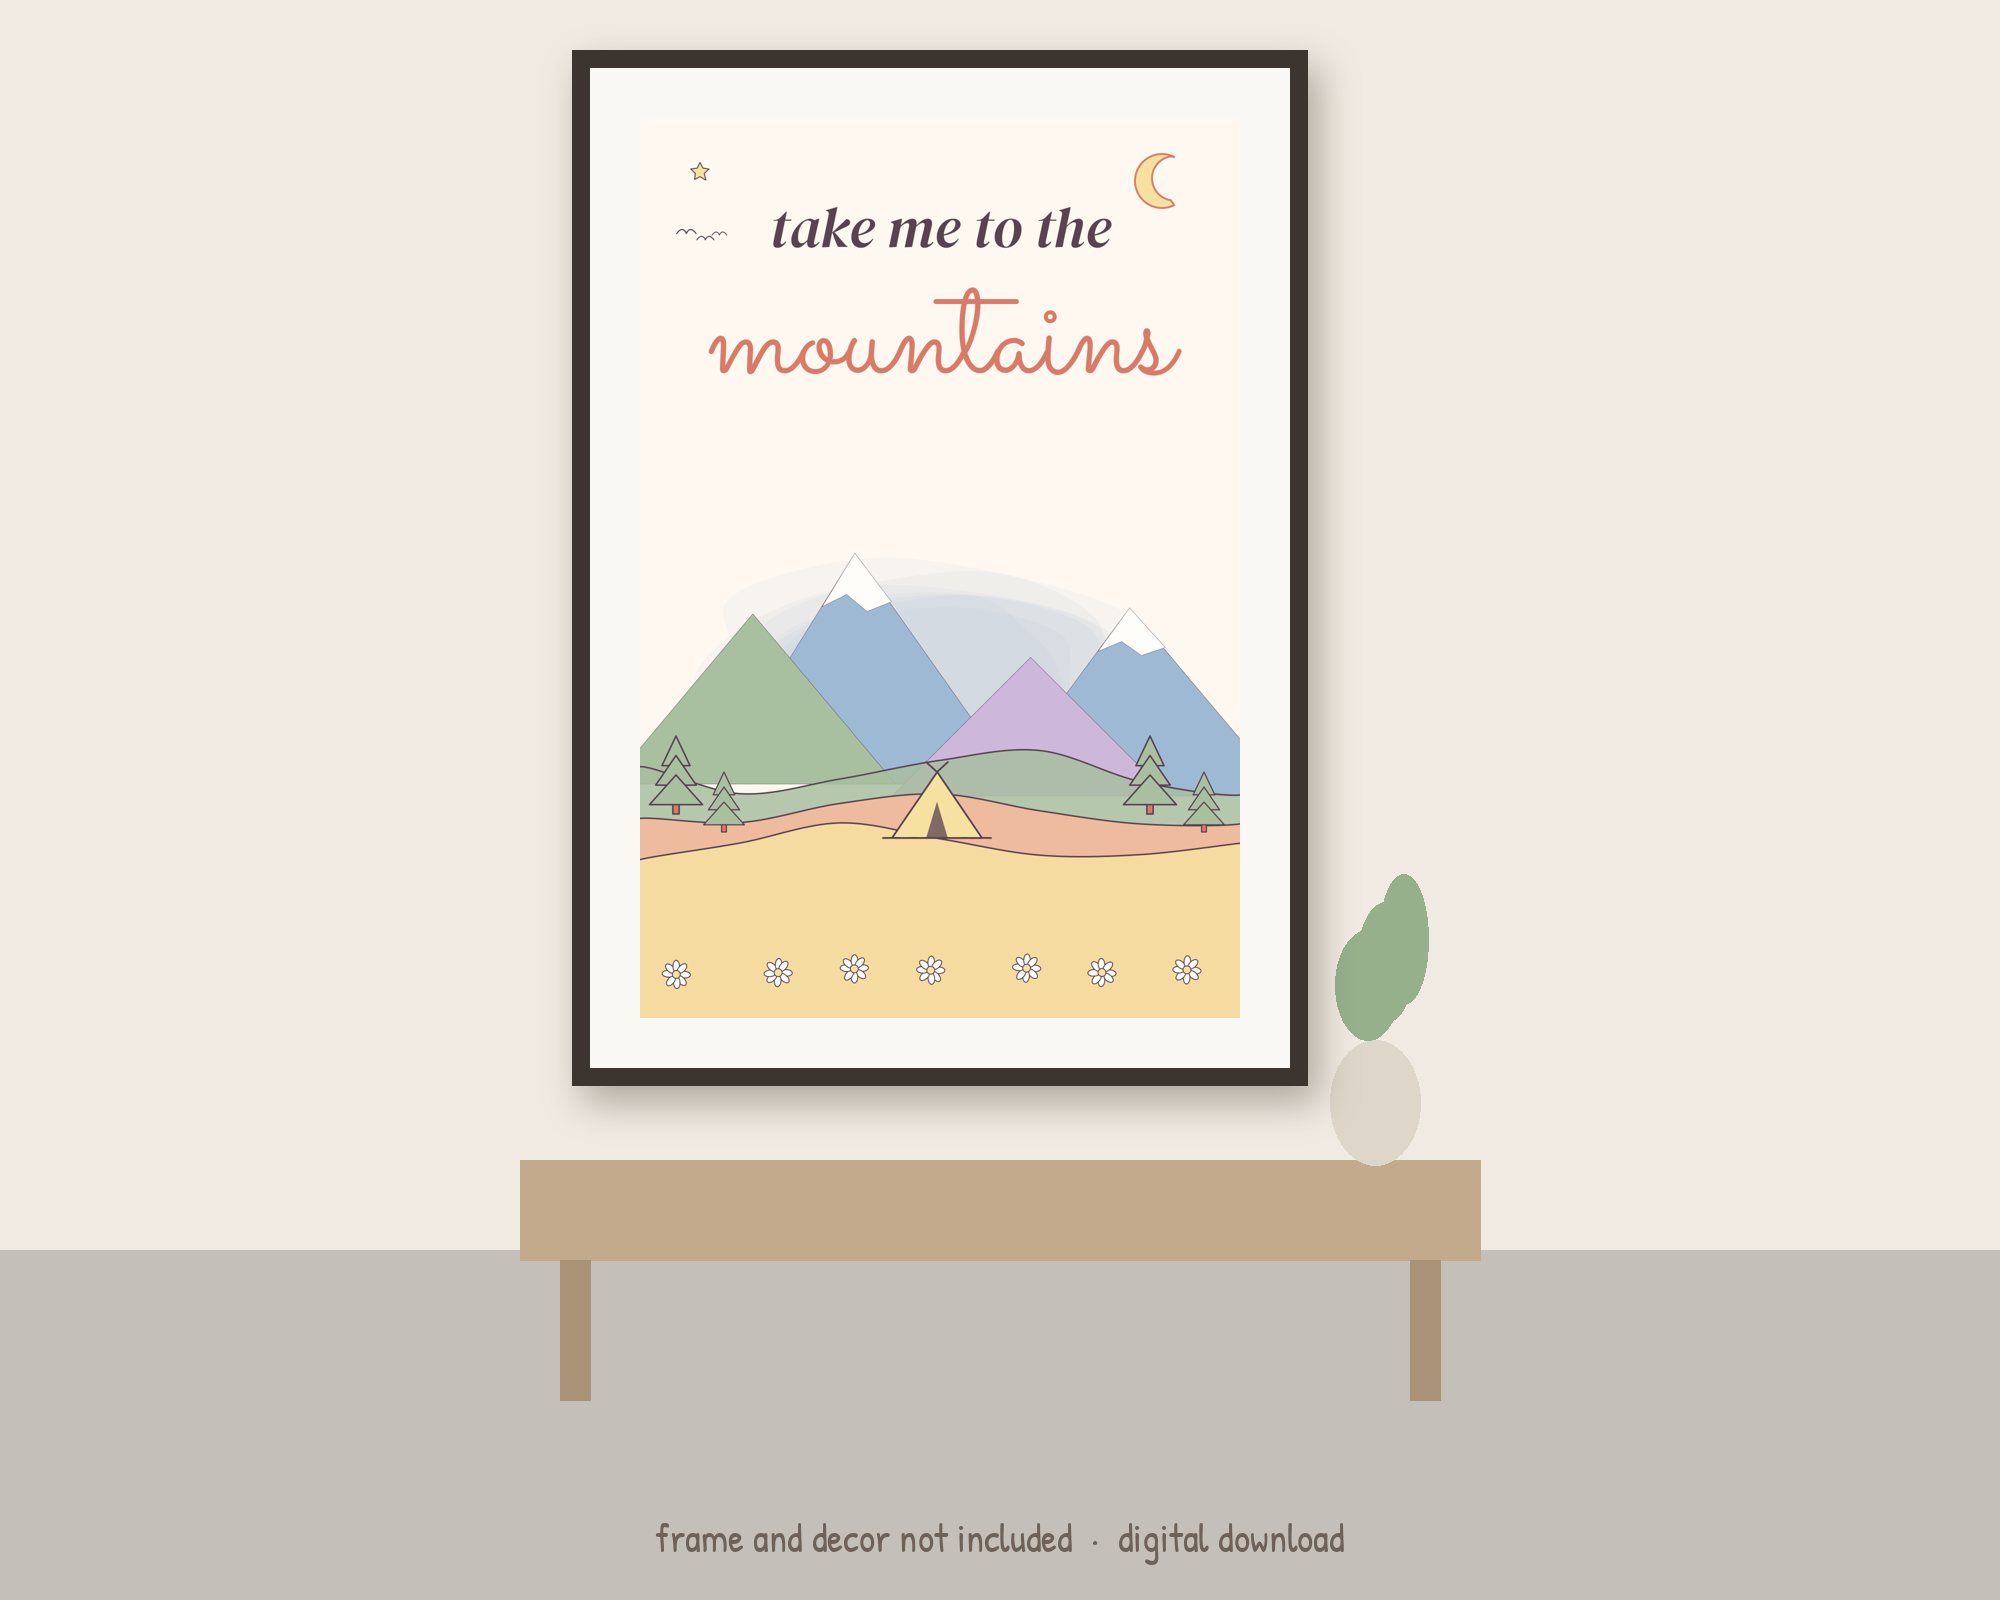 take me to the
mountains
frame and decor not included · digital download